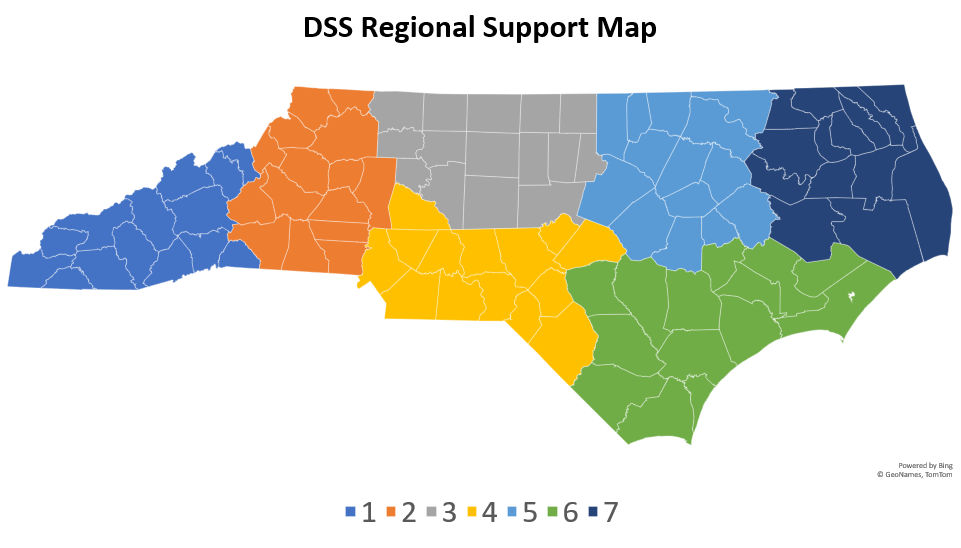 DSS Regional Support Map
Powered by Bing
© GeoNames, TomTom
1 2 3 4 5 6 7